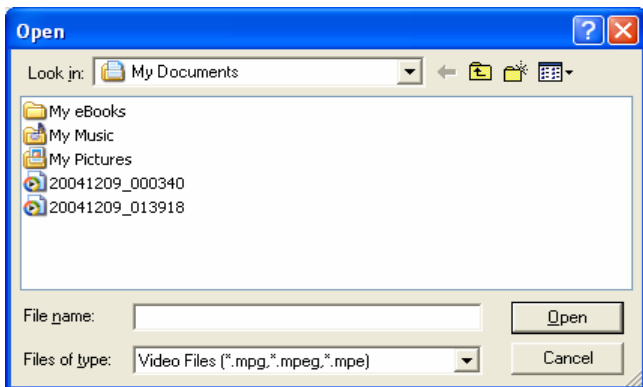 Open
Look in: My Documents
My eBooks
My Music
My Pictures
20041209_000340
20041209_013918
File name: Open
Files of type: Video Files (*.mpg,*.mpeg,*.mpe) Cancel